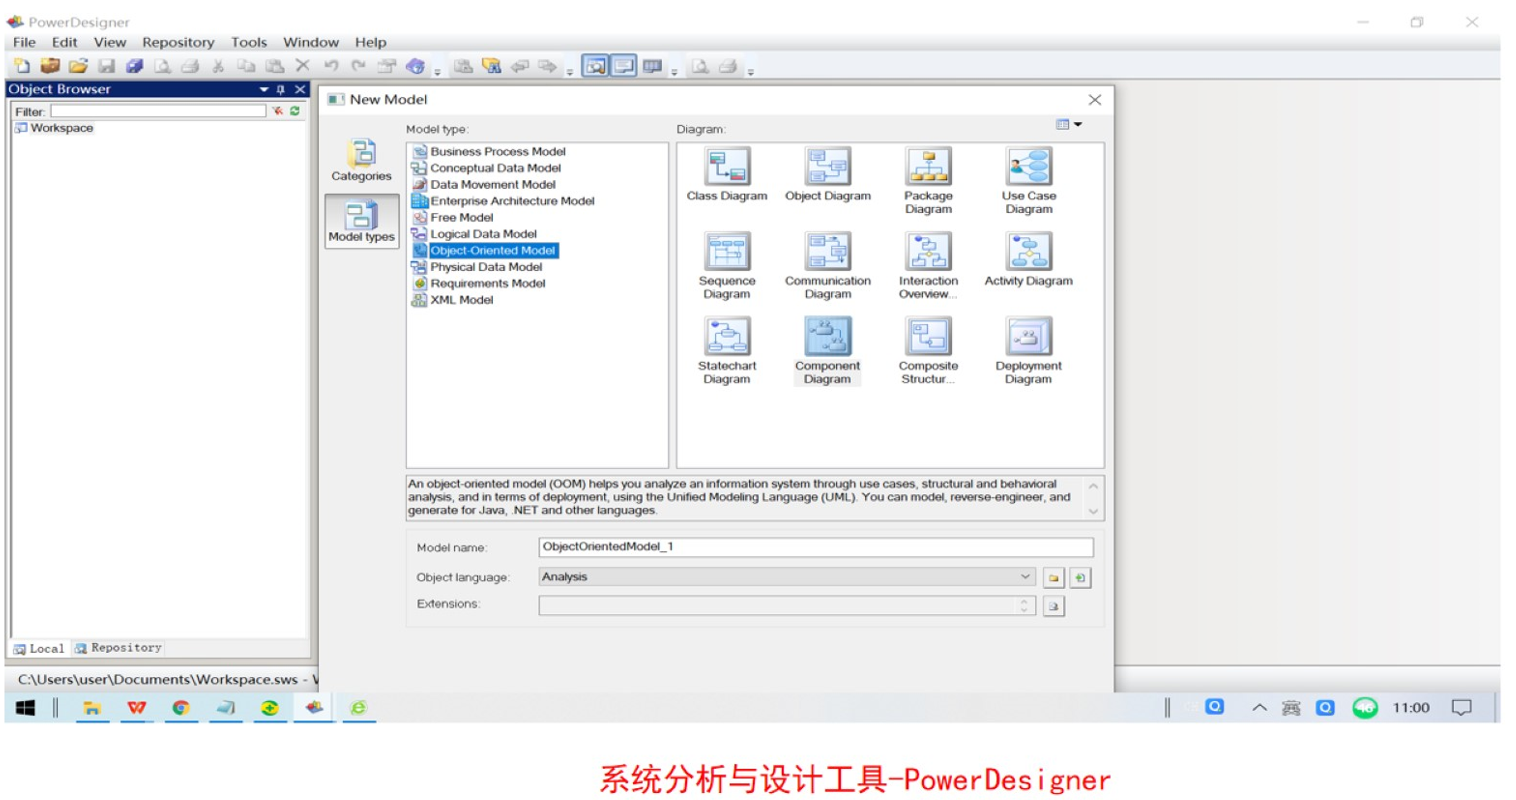 PowerDesigner
File Edit View Repository Tools Window Help
Object Browser
Filter:
Workspace
New Model
Model type:
Diagram:
Categories
Model types
Business Process Model
Conceptual Data Model
Data Movement Model
Enterprise Architecture Model
Free Model
Logical Data Model
Object-Oriented Model
Physical Data Model
Requirements Model
XML Model
Class Diagram
Object Diagram
Package
Diagram
Use Case
Diagram
Sequence
Diagram
Communication
Diagram
Interaction
Overview...
Activity Diagram
Statechart
Diagram
Component
Diagram
Composite
Structur...
Deployment
Diagram
An object-oriented model (OOM) helps you analyze an information system through use cases, structural and behavioral
analysis, and in terms of deployment, using the Unified Modeling Language (UML). You can model, reverse-engineer, and
generate for Java, .NET and other languages.
Model name: ObjectOrientedModel_1
Object language: Analysis
Extensions:
Local Repository
C:\Users\user\Documents\Workspace.sws -
英
11:00
系统分析与设计工具-PowerDesigner